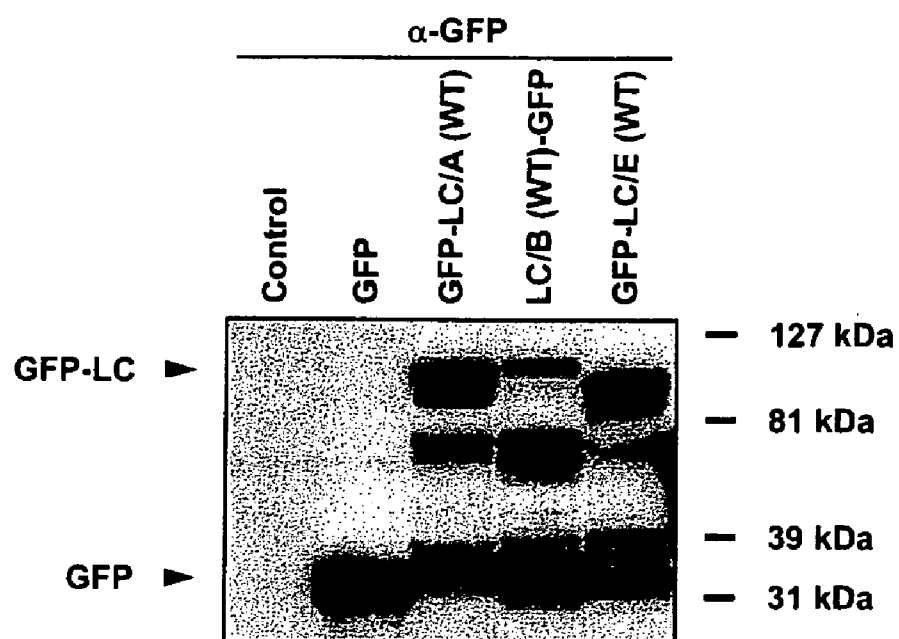 α-GFP
Control
GFP
GFP-LC/A (WT)
LC/B (WT)-GFP
GFP-LC/E (WT)
GFP-LC
GFP
127 kDa
81 kDa
39 kDa
31 kDa